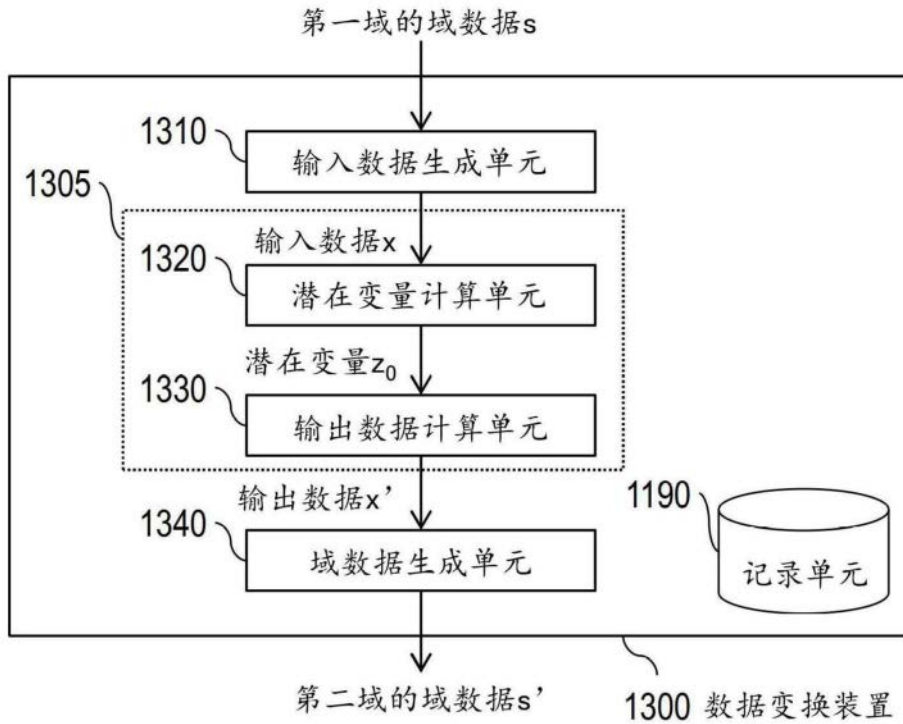 第一域的域数据s
1310
输入数据生成单元
1305
输入数据x
1320
潜在变量计算单元
潜在变量z₀
1330
输出数据计算单元
输出数据x’
1340
域数据生成单元
1190
记录单元
第二域的域数据s’
1300 数据变换装置